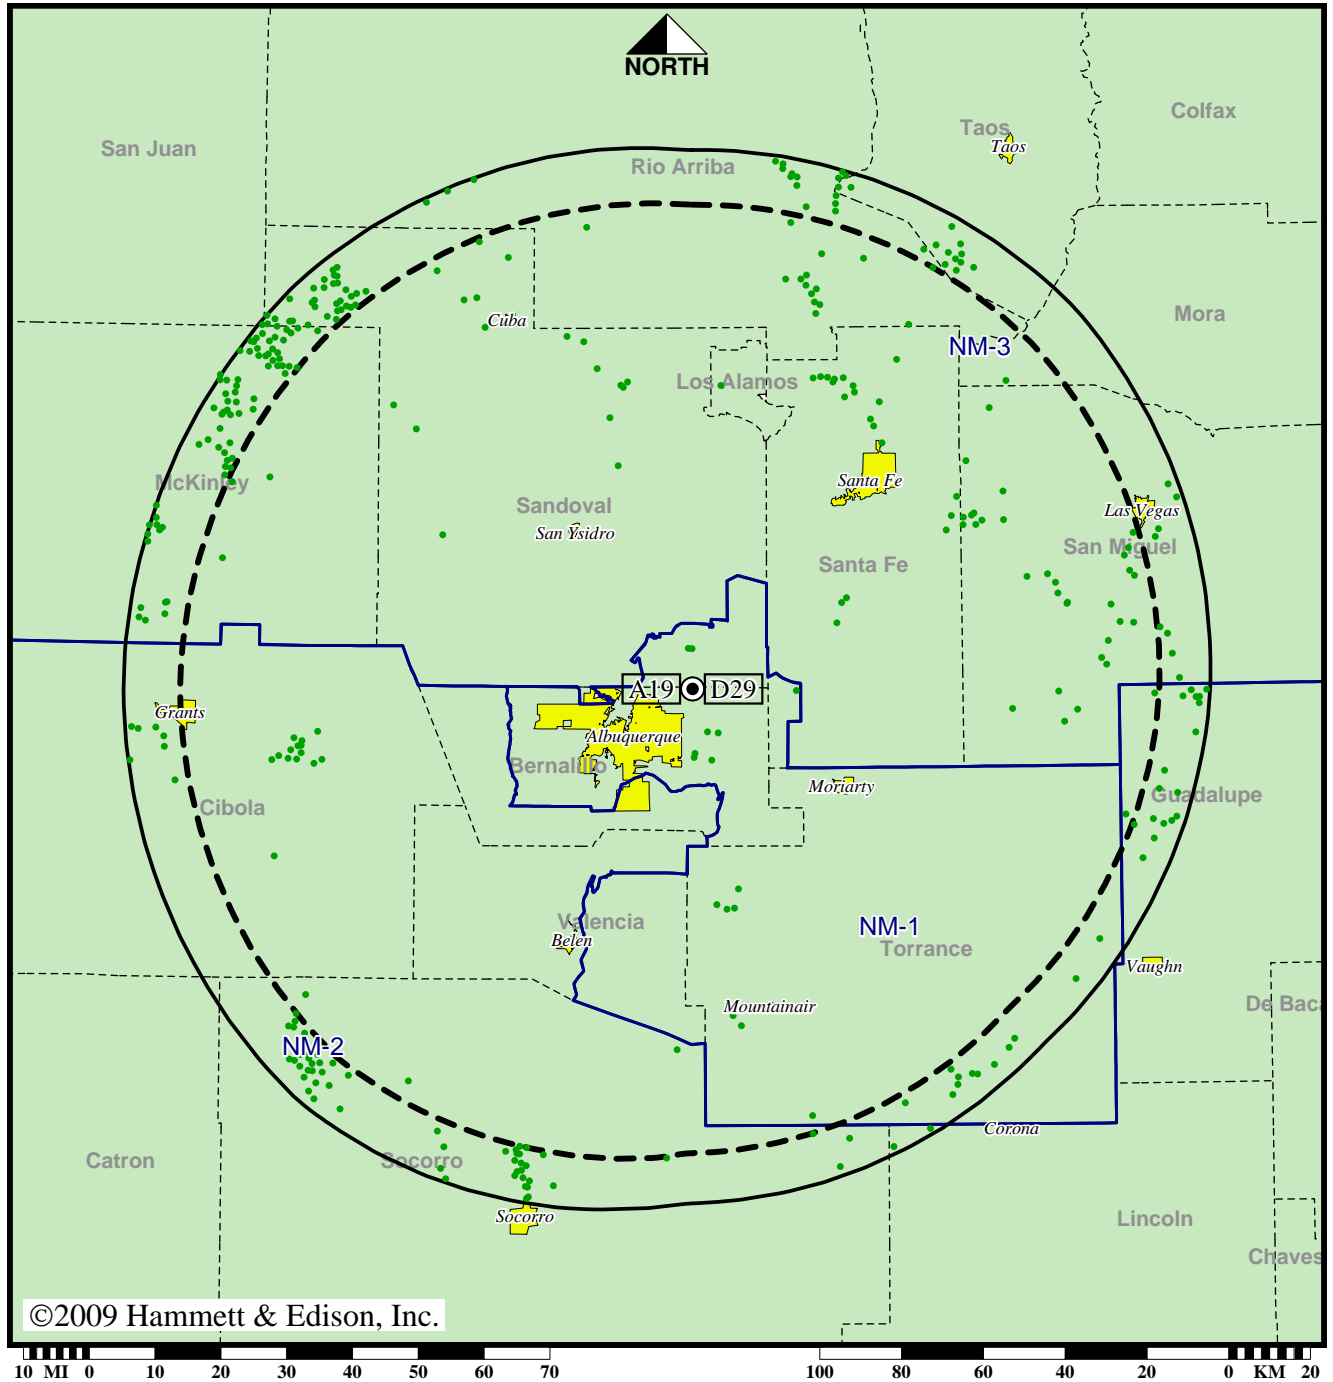 NORTH
Colfax
Taos
Taos
San Juan
Rio Arriba
Mora
Cuba
NM-3
Los Alamos
McKinley
Santa Fe
Sandoval
San Ysidro
Las Vegas
San Miguel
Santa Fe
A19
D29
Grants
Albuquerque
Bernalillo
Moriarty
Guadalupe
Cibola
Valencia
NM-1
Belen
Torrance
Vaughn
De Bac
Mountainair
NM-2
Corona
Catron
Socorro
Socorro
Lincoln
Chaves
©2009 Hammett & Edison, Inc.
10 MI 0 10 20 30 40 50 60 70
100 80 60 40 20 0 KM 20